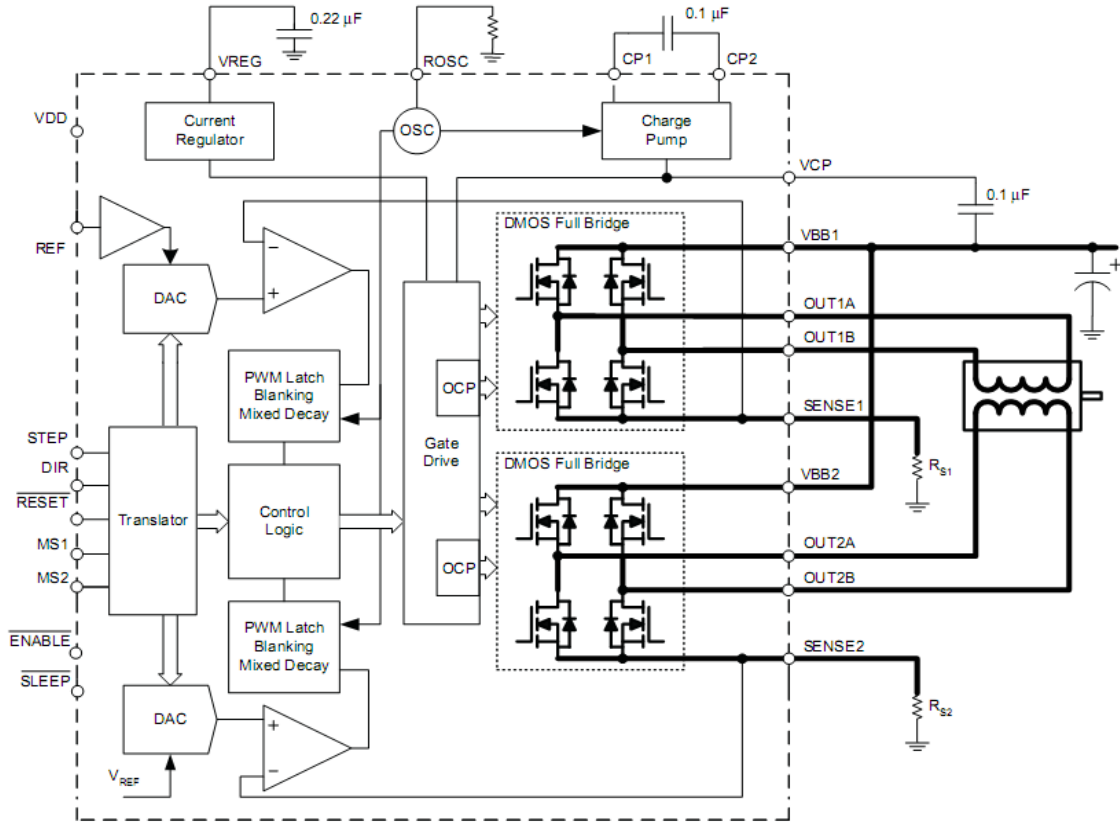 0.22 µF
0.1 µF
VREG
ROSC
CP1
CP2
VDD
Current
Regulator
OSC
Charge
Pump
VCP
0.1 µF
REF
DMOS Full Bridge
VBB1
+
−
+
DAC
OUT1A
OUT1B
PWM Latch
Blanking
Mixed Decay
OCP
SENSE1
STEP
DIR
RESET
MS1
MS2
Translator
Control
Logic
Gate
Drive
DMOS Full Bridge
RS1
VBB2
OUT2A
OCP
OUT2B
ENABLE
SLEEP
PWM Latch
Blanking
Mixed Decay
SENSE2
DAC
+
−
RS2
VREF